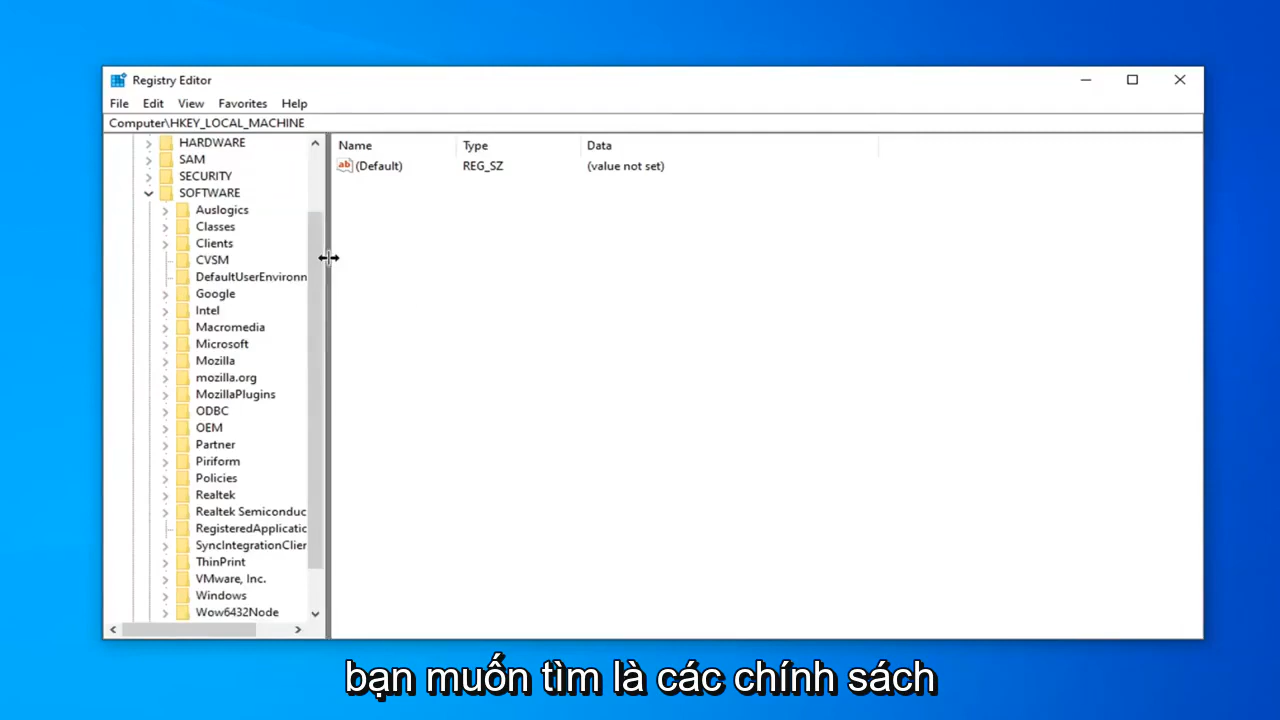 Registry Editor
File Edit View Favorites Help
Computer\HKEY_LOCAL_MACHINE
Name Type Data
ab (Default) REG_SZ (value not set)
HARDWARE
SAM
SECURITY
SOFTWARE
Auslogics
Classes
Clients
CVSM
DefaultUserEnvironn
Google
Intel
Macromedia
Microsoft
Mozilla
mozilla.org
MozillaPlugins
ODBC
OEM
Partner
Piriform
Policies
Realtek
Realtek Semiconduc
RegisteredApplicatic
SyncIntegrationClier
ThinPrint
VMware, Inc.
Windows
Wow6432Node
bạn muốn tìm là các chính sách